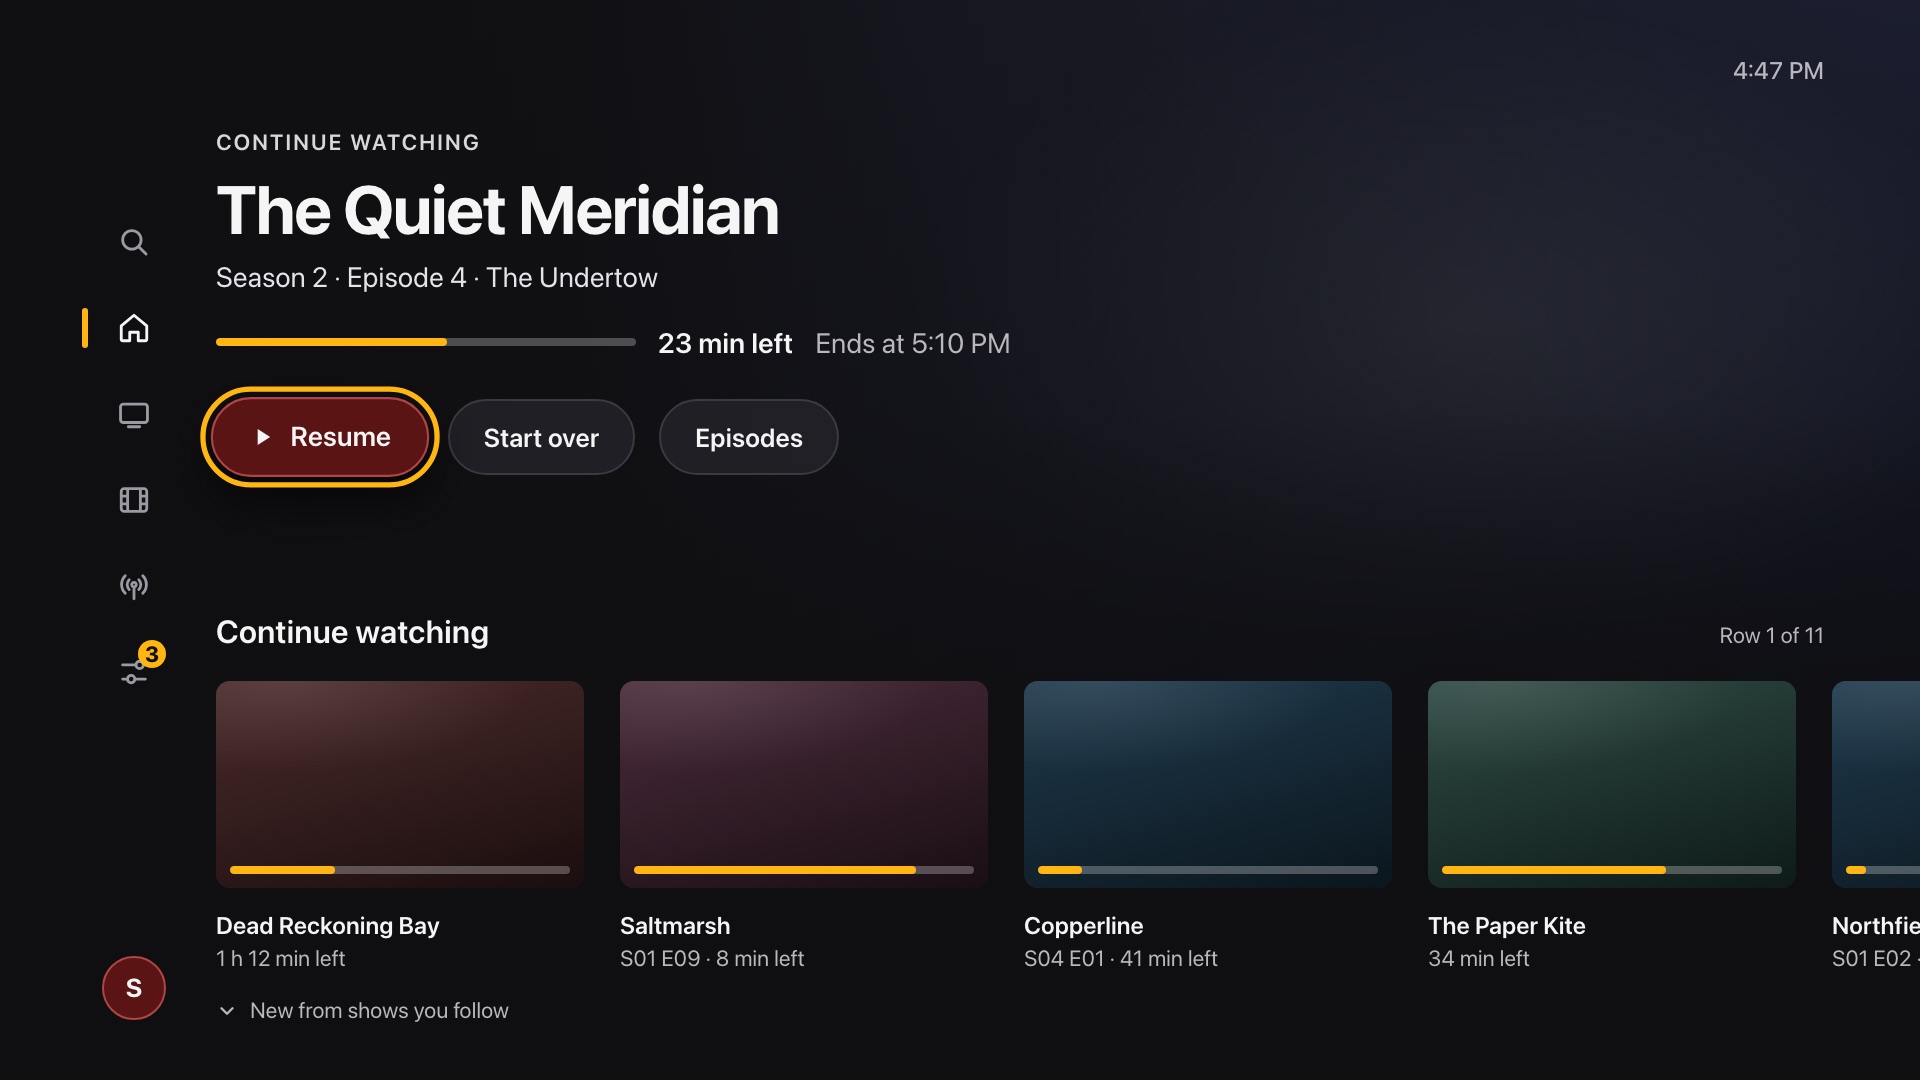 4:47 PM
CONTINUE WATCHING
The Quiet Meridian
Season 2 · Episode 4 · The Undertow
23 min left Ends at 5:10 PM
Resume Start over Episodes
3
Continue watching Row 1 of 11
Dead Reckoning Bay
1 h 12 min left
Saltmarsh
S01 E09 · 8 min left
Copperline
S04 E01 · 41 min left
The Paper Kite
34 min left
Northfie
S01 E02 ·
S
New from shows you follow